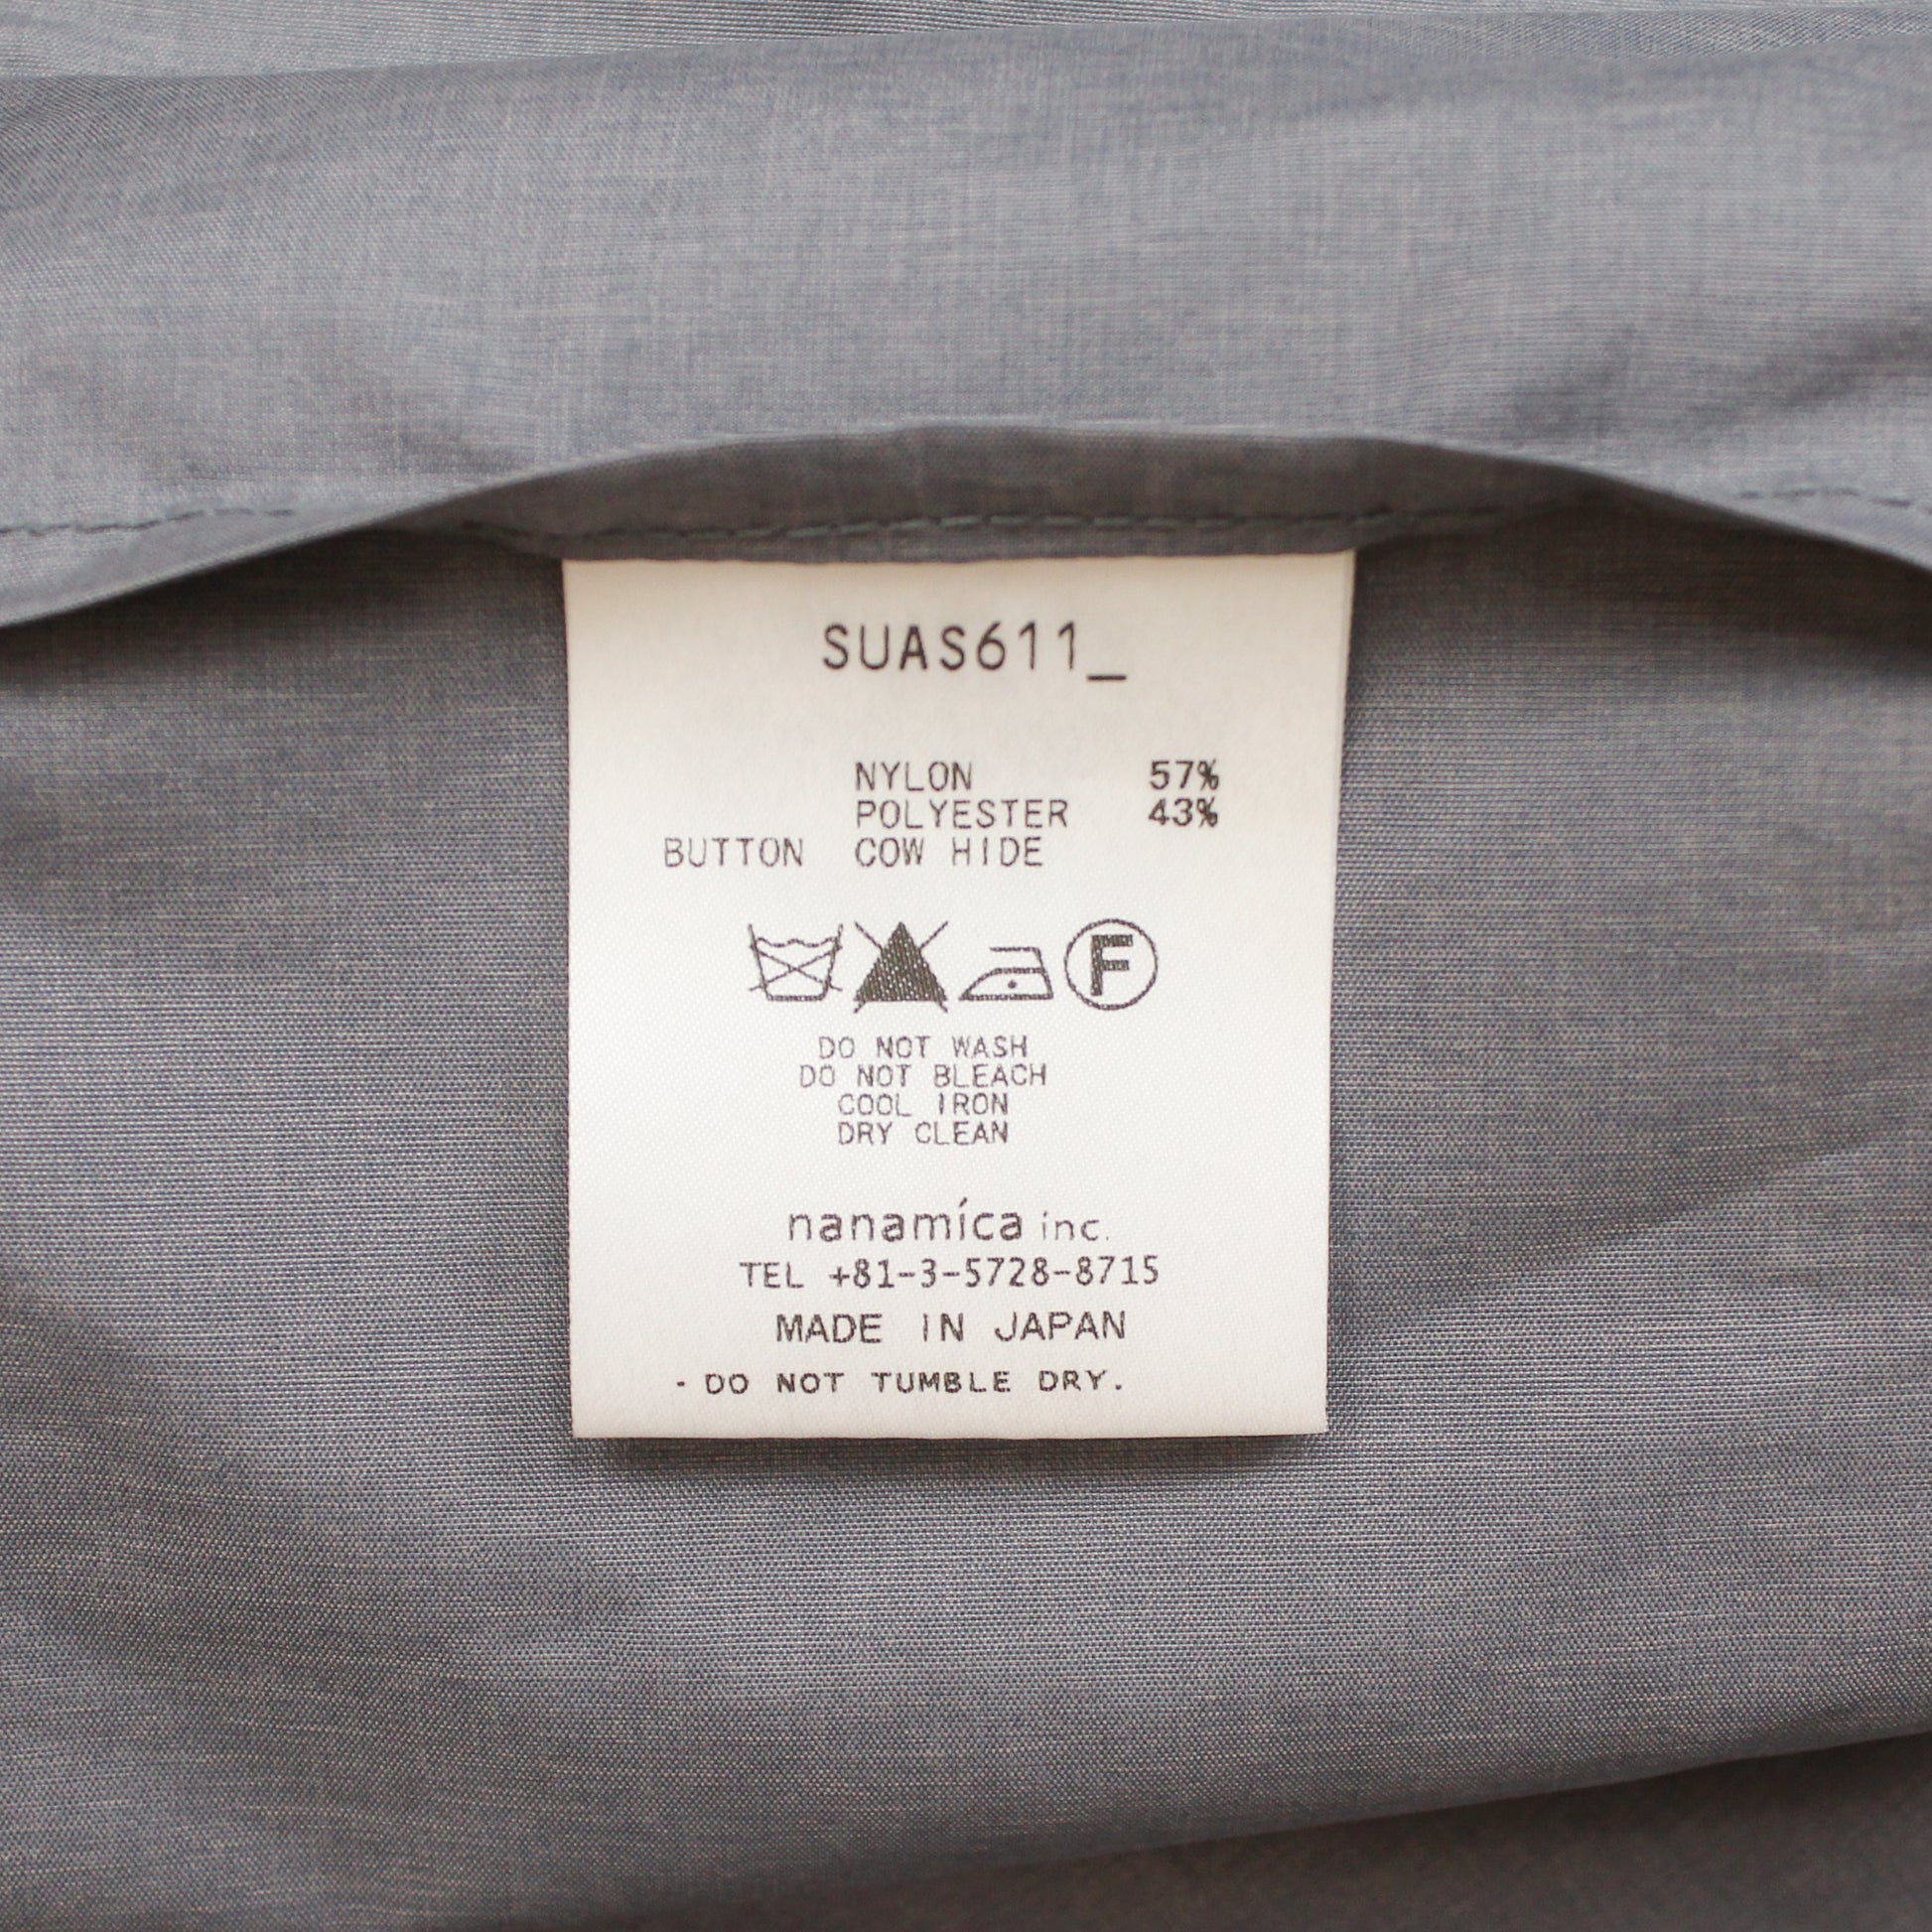 SUAS611_
NYLON 57%
POLYESTER 43%
BUTTON COW HIDE
F
DO NOT WASH
DO NOT BLEACH
COOL IRON
DRY CLEAN
nanamíca inc.
TEL +81-3-5728-8715
MADE IN JAPAN
- DO NOT TUMBLE DRY.